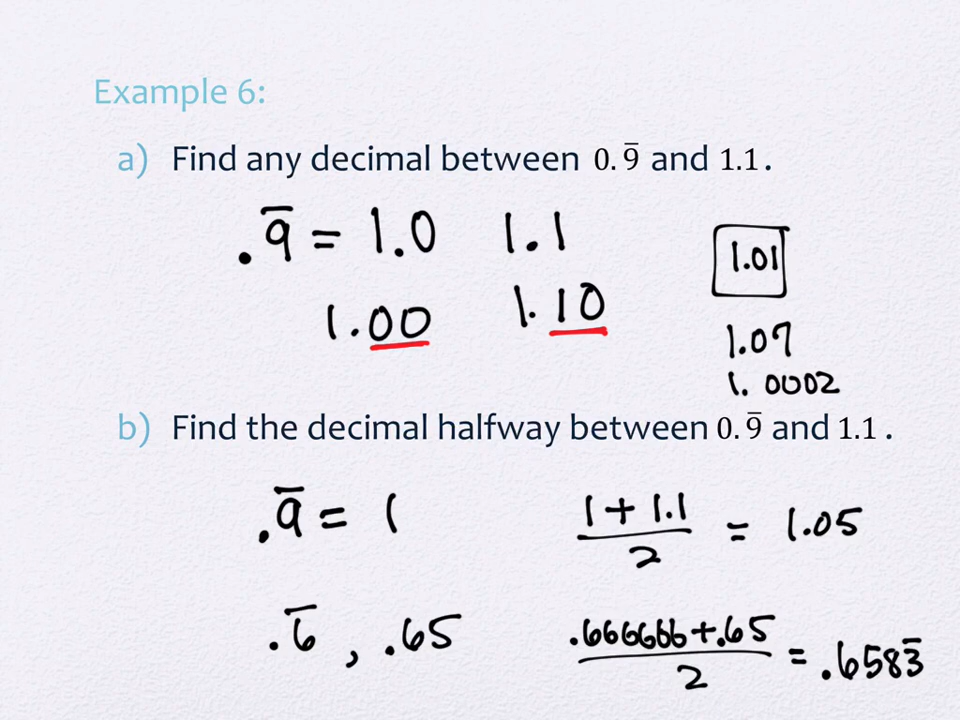 Example 6:
a) Find any decimal between 0.9̅ and 1.1.
.9̅ = 1.0 1.1
1.01
1.00 1.10
1.07
1.0002
b) Find the decimal halfway between 0.9̅ and 1.1.
.9̅ = 1 (1 + 1.1)/2 = 1.05
.6̅, .65 (.666666+.65)/2 = .6583̅